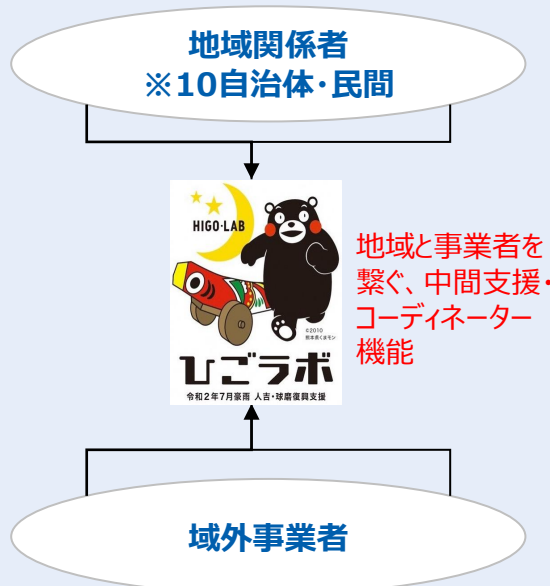 地域関係者
※10自治体・民間
HIGO・LAB
地域と事業者を
繋ぐ、中間支援・
コーディネーター
機能
©2010
熊本県くまモン
ひごラボ
令和2年7月豪雨 人吉・球磨復興支援
域外事業者